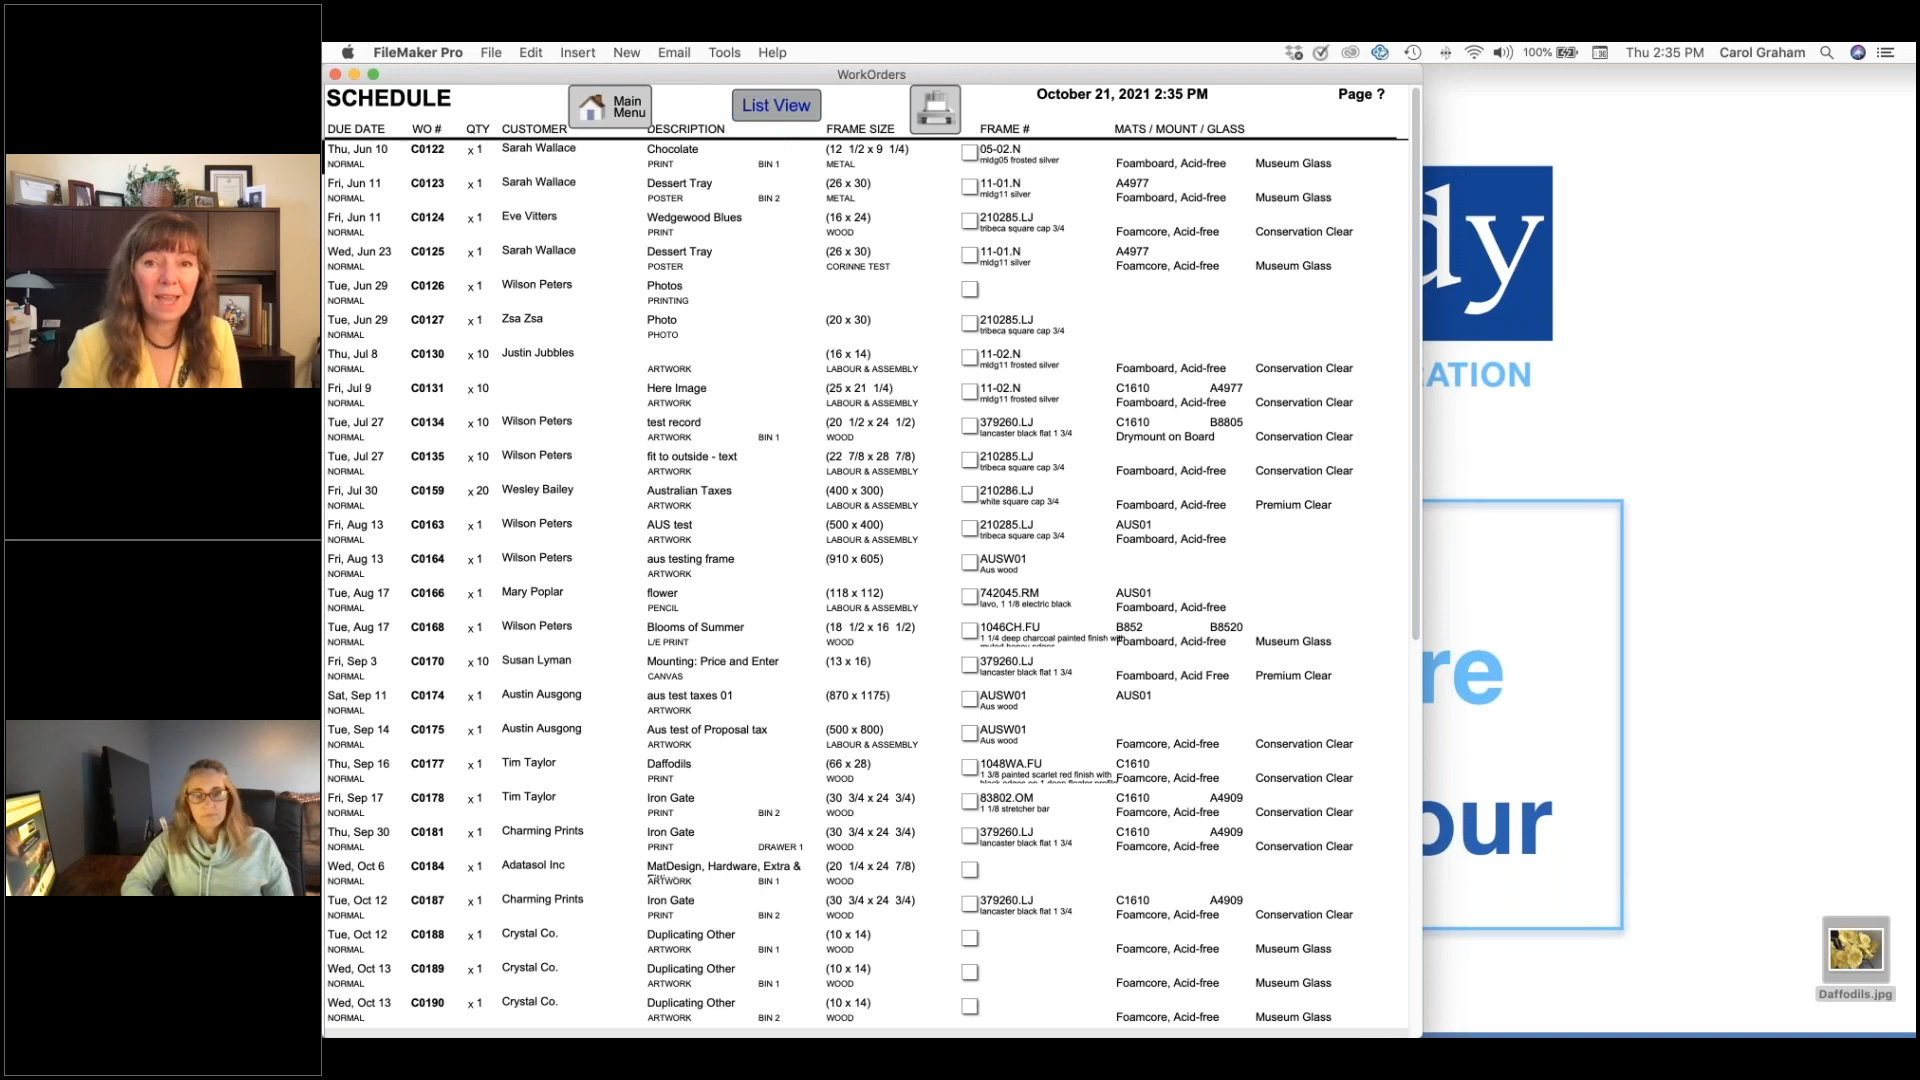 FileMaker Pro File Edit Insert New Email Tools Help 100% Thu 2:35 PM Carol Graham
WorkOrders
SCHEDULE Main Menu List View October 21, 2021 2:35 PM Page ?
DUE DATE WO # QTY CUSTOMER DESCRIPTION FRAME SIZE FRAME # MATS / MOUNT / GLASS
Thu, Jun 10 C0122 x 1 Sarah Wallace Chocolate (12 1/2 x 9 1/4) 05-02.N
NORMAL PRINT BIN 1 METAL mldg05 frosted silver Foamboard, Acid-free Museum Glass
Fri, Jun 11 C0123 x 1 Sarah Wallace Dessert Tray (26 x 30) 11-01.N A4977
NORMAL POSTER BIN 2 METAL mldg11 silver Foamboard, Acid-free Museum Glass
Fri, Jun 11 C0124 x 1 Eve Vitters Wedgewood Blues (16 x 24) 210285.LJ
NORMAL PRINT WOOD tribeca square cap 3/4 Foamcore, Acid-free Conservation Clear
Wed, Jun 23 C0125 x 1 Sarah Wallace Dessert Tray (26 x 30) 11-01.N A4977
NORMAL POSTER CORINNE TEST mldg11 silver Foamcore, Acid-free Museum Glass
Tue, Jun 29 C0126 x 1 Wilson Peters Photos
NORMAL PRINTING
Tue, Jun 29 C0127 x 1 Zsa Zsa Photo (20 x 30) 210285.LJ
NORMAL PHOTO tribeca square cap 3/4
Thu, Jul 8 C0130 x 10 Justin Jubbles (16 x 14) 11-02.N
NORMAL ARTWORK LABOUR & ASSEMBLY mldg11 frosted silver Foamboard, Acid-free Conservation Clear
Fri, Jul 9 C0131 x 10 Here Image (25 x 21 1/4) 11-02.N C1610 A4977
NORMAL ARTWORK LABOUR & ASSEMBLY mldg11 frosted silver Foamboard, Acid-free Conservation Clear
Tue, Jul 27 C0134 x 10 Wilson Peters test record (20 1/2 x 24 1/2) 379260.LJ C1610 B8805
NORMAL ARTWORK BIN 1 WOOD lancaster black flat 1 3/4 Drymount on Board Conservation Clear
Tue, Jul 27 C0135 x 10 Wilson Peters fit to outside - text (22 7/8 x 28 7/8) 210285.LJ
NORMAL ARTWORK LABOUR & ASSEMBLY tribeca square cap 3/4 Foamboard, Acid-free Conservation Clear
Fri, Jul 30 C0159 x 20 Wesley Bailey Australian Taxes (400 x 300) 210286.LJ
NORMAL ARTWORK LABOUR & ASSEMBLY white square cap 3/4 Foamboard, Acid-free Premium Clear
Fri, Aug 13 C0163 x 1 Wilson Peters AUS test (500 x 400) 210285.LJ AUS01
NORMAL ARTWORK LABOUR & ASSEMBLY tribeca square cap 3/4 Foamboard, Acid-free
Fri, Aug 13 C0164 x 1 Wilson Peters aus testing frame (910 x 605) AUSW01
NORMAL ARTWORK Aus wood
Tue, Aug 17 C0166 x 1 Mary Poplar flower (118 x 112) 742045.RM AUS01
NORMAL PENCIL LABOUR & ASSEMBLY lavo, 1 1/8 electric black Foamboard, Acid-free
Tue, Aug 17 C0168 x 1 Wilson Peters Blooms of Summer (18 1/2 x 16 1/2) 1046CH.FU B852 B8520
NORMAL L/E PRINT WOOD 1 1/4 deep charcoal painted finish with Foamboard, Acid-free Museum Glass
Fri, Sep 3 C0170 x 10 Susan Lyman Mounting: Price and Enter (13 x 16) 379260.LJ
NORMAL CANVAS lancaster black flat 1 3/4 Foamboard, Acid Free Premium Clear
Sat, Sep 11 C0174 x 1 Austin Ausgong aus test taxes 01 (870 x 1175) AUSW01 AUS01
NORMAL ARTWORK Aus wood
Tue, Sep 14 C0175 x 1 Austin Ausgong Aus test of Proposal tax (500 x 800) AUSW01
NORMAL ARTWORK LABOUR & ASSEMBLY Aus wood Foamcore, Acid-free Conservation Clear
Thu, Sep 16 C0177 x 1 Tim Taylor Daffodils (66 x 28) 1048WA.FU C1610
NORMAL PRINT WOOD 1 3/8 painted scarlet red finish with Foamcore, Acid-free Conservation Clear
Fri, Sep 17 C0178 x 1 Tim Taylor Iron Gate (30 3/4 x 24 3/4) 83802.OM C1610 A4909
NORMAL PRINT BIN 2 WOOD 1 1/8 stretcher bar Foamcore, Acid-free Conservation Clear
Thu, Sep 30 C0181 x 1 Charming Prints Iron Gate (30 3/4 x 24 3/4) 379260.LJ C1610 A4909
NORMAL PRINT DRAWER 1 WOOD lancaster black flat 1 3/4 Foamcore, Acid-free Conservation Clear
Wed, Oct 6 C0184 x 1 Adatasol Inc MatDesign, Hardware, Extra & (20 1/4 x 24 7/8)
NORMAL ARTWORK BIN 1 WOOD
Tue, Oct 12 C0187 x 1 Charming Prints Iron Gate (30 3/4 x 24 3/4) 379260.LJ C1610 A4909
NORMAL PRINT BIN 2 WOOD lancaster black flat 1 3/4 Foamcore, Acid-free Conservation Clear
Tue, Oct 12 C0188 x 1 Crystal Co. Duplicating Other (10 x 14)
NORMAL ARTWORK BIN 1 WOOD Foamcore, Acid-free Museum Glass
Wed, Oct 13 C0189 x 1 Crystal Co. Duplicating Other (10 x 14)
NORMAL ARTWORK BIN 1 WOOD Foamcore, Acid-free Museum Glass
Wed, Oct 13 C0190 x 1 Crystal Co. Duplicating Other (10 x 14)
NORMAL ARTWORK BIN 2 WOOD Foamcore, Acid-free Museum Glass
dy
ATION
re
our
Daffodils.jpg